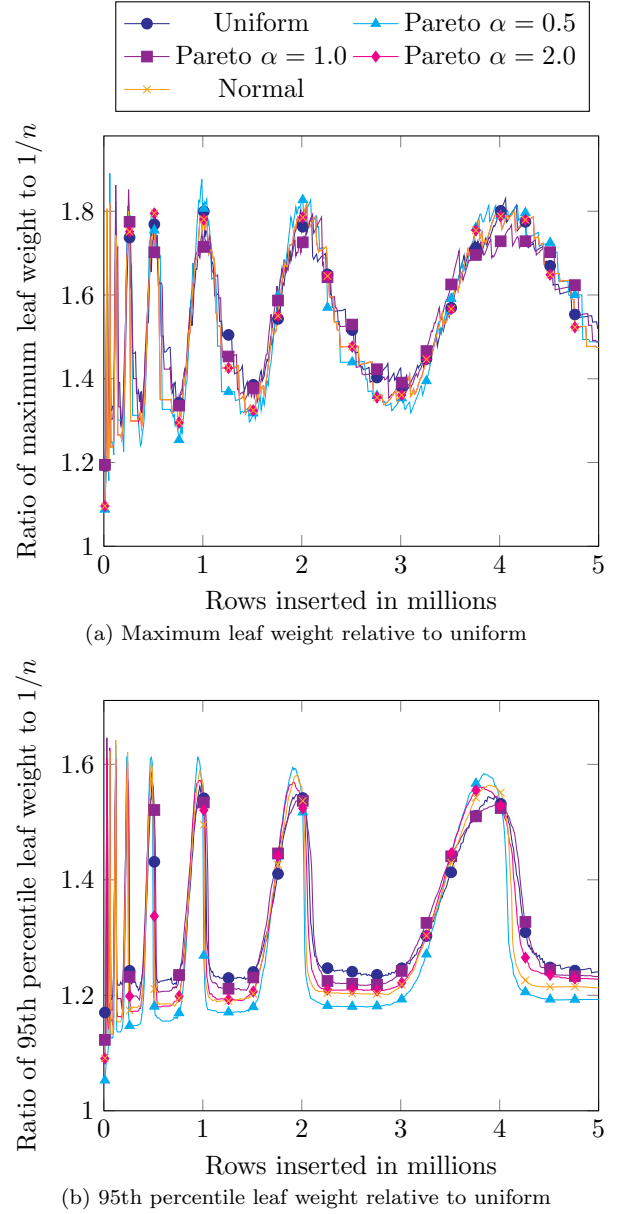 Uniform
Pareto α = 0.5
Pareto α = 1.0
Pareto α = 2.0
Normal
Ratio of maximum leaf weight to 1/n
1.8
1.6
1.4
1.2
1
0 1 2 3 4 5
Rows inserted in millions
(a) Maximum leaf weight relative to uniform
Ratio of 95th percentile leaf weight to 1/n
1.6
1.4
1.2
1
0 1 2 3 4 5
Rows inserted in millions
(b) 95th percentile leaf weight relative to uniform